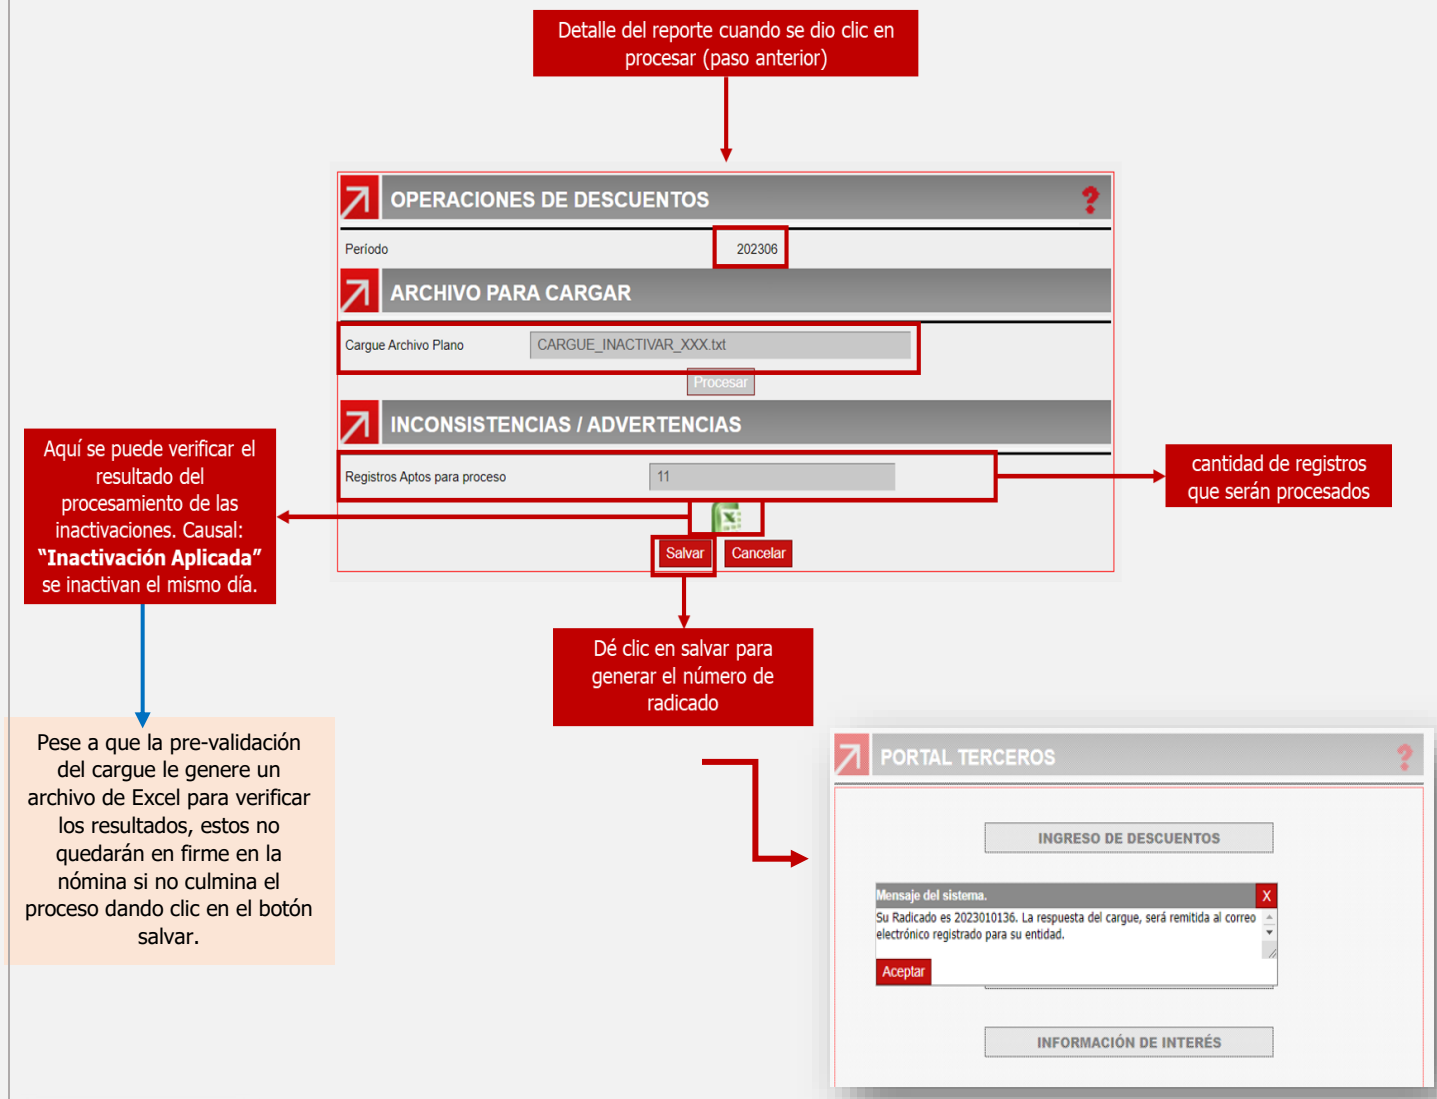 Detalle del reporte cuando se dio clic en
procesar (paso anterior)
OPERACIONES DE DESCUENTOS
?
Período
202306
ARCHIVO PARA CARGAR
Cargue Archivo Plano
CARGUE_INACTIVAR_XXX.txt
Procesar
INCONSISTENCIAS / ADVERTENCIAS
Registros Aptos para proceso
11
Salvar
Cancelar
Aquí se puede verificar el
resultado del
procesamiento de las
inactivaciones. Causal:
“Inactivación Aplicada”
se inactivan el mismo día.
cantidad de registros
que serán procesados
Dé clic en salvar para
generar el número de
radicado
Pese a que la pre-validación
del cargue le genere un
archivo de Excel para verificar
los resultados, estos no
quedarán en firme en la
nómina si no culmina el
proceso dando clic en el botón
salvar.
PORTAL TERCEROS
?
INGRESO DE DESCUENTOS
Mensaje del sistema.
X
Su Radicado es 2023010136. La respuesta del cargue, será remitida al correo
electrónico registrado para su entidad.
Aceptar
INFORMACIÓN DE INTERÉS